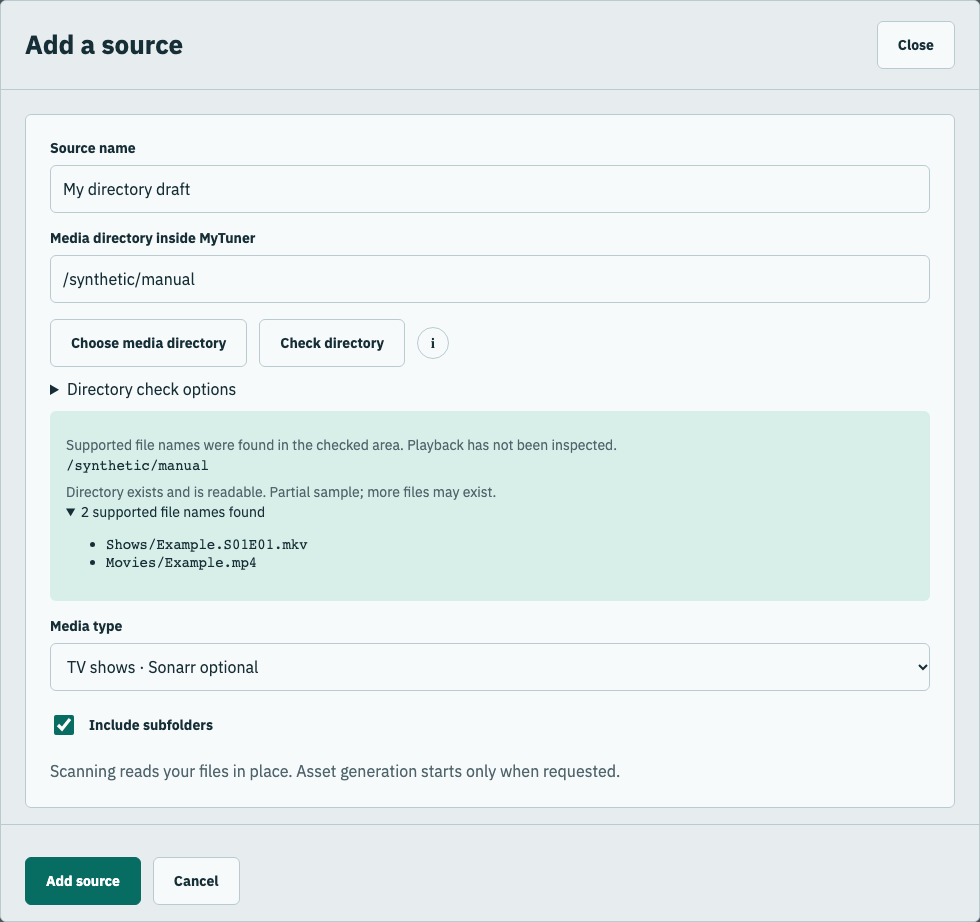 Add a source
Close
Source name
My directory draft
Media directory inside MyTuner
/synthetic/manual
Choose media directory
Check directory
i
Directory check options
Supported file names were found in the checked area. Playback has not been inspected.
/synthetic/manual
Directory exists and is readable. Partial sample; more files may exist.
2 supported file names found
Shows/Example.S01E01.mkv
Movies/Example.mp4
Media type
TV shows · Sonarr optional
Include subfolders
Scanning reads your files in place. Asset generation starts only when requested.
Add source
Cancel